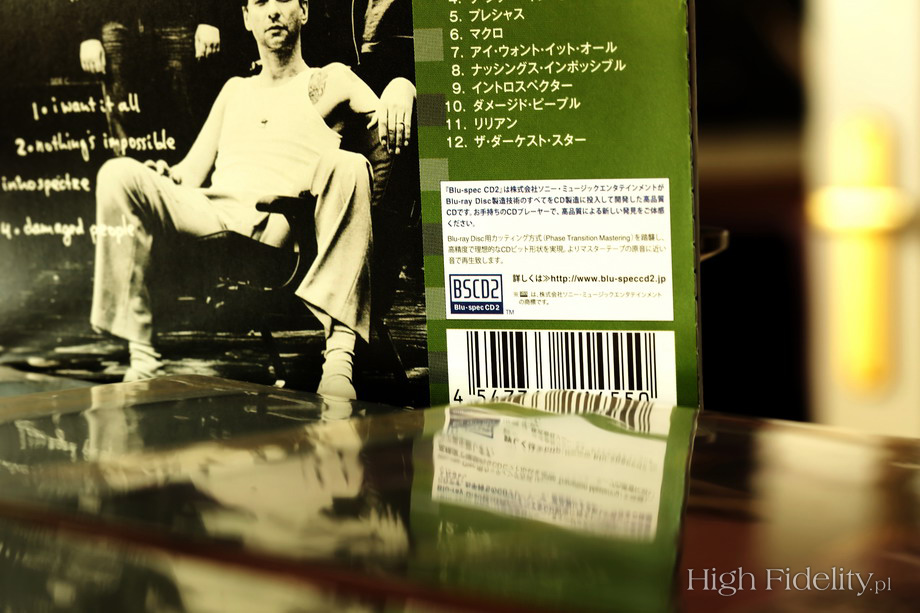 1. i want it all
2. nothing's impossible
introspectre
4. damaged people
5. プレシャス
6. マクロ
7. アイ・ウォント・イット・オール
8. ナッシングス・インポッシブル
9. イントロスペクター
10. ダメージド・ピープル
11. リリアン
12. ザ・ダーケスト・スター
「Blu-spec CD2」は株式会社ソニー・ミュージックエンタテインメントが
Blu-ray Disc製造技術のすべてをCD製造に投入して開発した高品質
CDです。お手持ちのCDプレーヤーで、高品質による新しい発見をご体感
ください。
Blu-ray Disc用カッティング方式(Phase Transition Mastering)を踏襲し、
高精度で理想的なCDピット形状を実現。よりマスターテープの原音に近い
音で再生致します。
BSCD2
Blu-spec CD2
TM
詳しくは≫http://www.blu-speccd2.jp
※ は、株式会社ソニー・ミュージックエンタテインメント
の商標です。
High Fidelity.pl